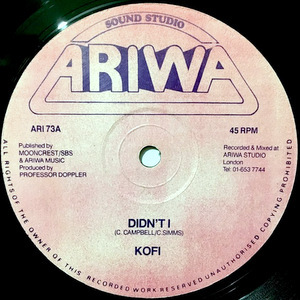 SOUND STUDIO
ARIWA
ARI 73A
45 RPM
Published by
MOONCREST/SBS
& ARIWA MUSIC
Produced by
PROFESSOR DOPPLER
Recorded & Mixed at
ARIWA STUDIO
London
Tel: 01-653 7744
DIDN'T I
(C. CAMPBELL/C.SIMMS)
KOFI
ALL RIGHTS OF THE OWNER OF THIS RECORDED WORK RESERVED UNAUTHORISED COPYING PROHIBITED